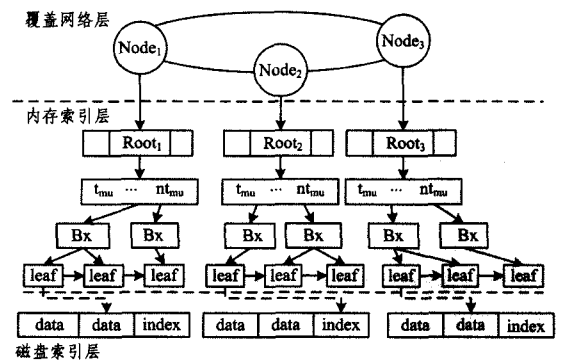 覆盖网络层
Node1 Node2 Node3
内存索引层
Root1 Root2 Root3
tmu ··· ntmu tmu ··· ntmu tmu ··· ntmu
Bx Bx Bx Bx Bx Bx
leaf leaf leaf leaf leaf leaf leaf leaf leaf
data data index data data index data data index
磁盘索引层